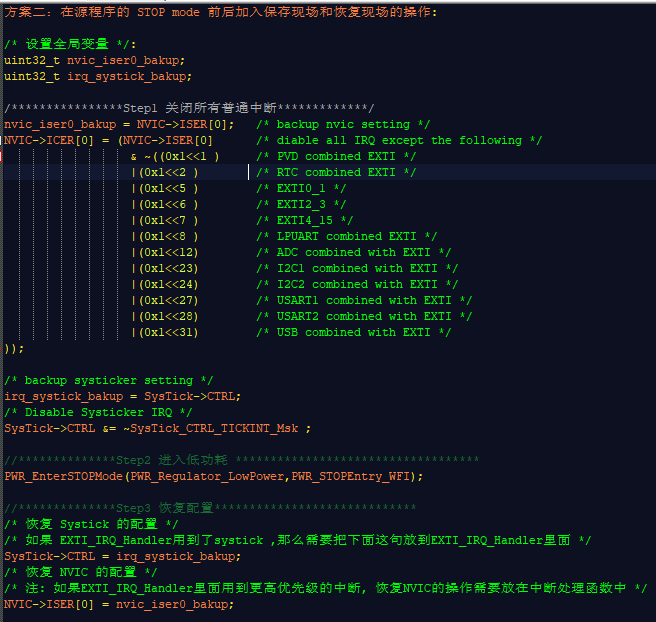 方案二: 在源程序的 STOP mode 前后加入保存现场和恢复现场的操作:
/* 设置全局变量 */:
uint32_t nvic_iser0_bakup;
uint32_t irq_systick_bakup;
/****************Step1 关闭所有普通中断*************/
nvic_iser0_bakup = NVIC->ISER[0]; /* backup nvic setting */
NVIC->ICER[0] = (NVIC->ISER[0] /* diable all IRQ except the following */
& ~((0x1<<1 ) /* PVD combined EXTI */
|(0x1<<2 ) /* RTC combined EXTI */
|(0x1<<5 ) /* EXTI0_1 */
|(0x1<<6 ) /* EXTI2_3 */
|(0x1<<7 ) /* EXTI4_15 */
|(0x1<<8 ) /* LPUART combined EXTI */
|(0x1<<12) /* ADC combined with EXTI */
|(0x1<<23) /* I2C1 combined with EXTI */
|(0x1<<24) /* I2C2 combined with EXTI */
|(0x1<<27) /* USART1 combined with EXTI */
|(0x1<<28) /* USART2 combined with EXTI */
|(0x1<<31) /* USB combined with EXTI */
));
/* backup systicker setting */
irq_systick_bakup = SysTick->CTRL;
/* Disable Systicker IRQ */
SysTick->CTRL &= ~SysTick_CTRL_TICKINT_Msk ;
//**************Step2 进入低功耗 ***********************************
PWR_EnterSTOPMode(PWR_Regulator_LowPower,PWR_STOPEntry_WFI);
//**************Step3 恢复配置*****************************
/* 恢复 Systick 的配置 */
/* 如果 EXTI_IRQ_Handler用到了systick ,那么需要把下面这句放到EXTI_IRQ_Handler里面 */
SysTick->CTRL = irq_systick_bakup;
/* 恢复 NVIC 的配置 */
/* 注: 如果EXTI_IRQ_Handler里面用到更高优先级的中断, 恢复NVIC的操作需要放在中断处理函数中 */
NVIC->ISER[0] = nvic_iser0_bakup;